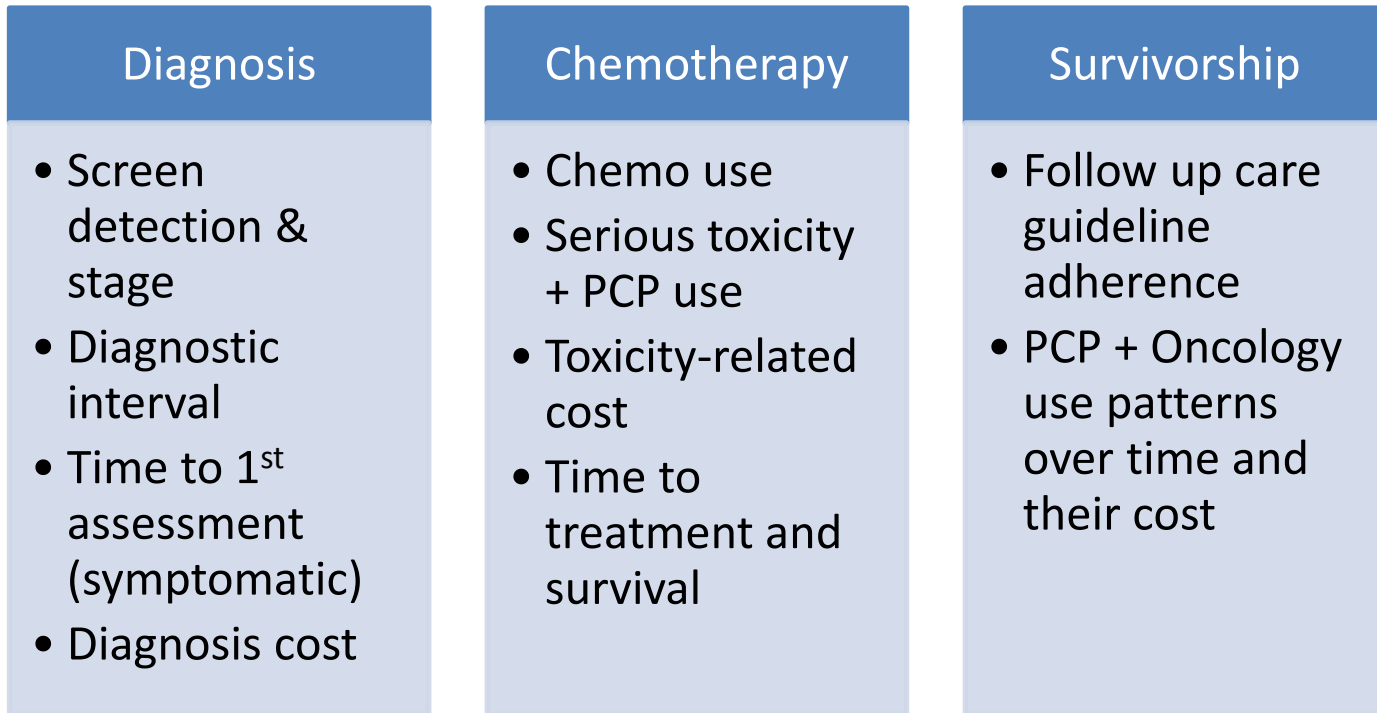 Diagnosis
• Screen
detection &
stage
• Diagnostic
interval
• Time to 1st
assessment
(symptomatic)
• Diagnosis cost
Chemotherapy
• Chemo use
• Serious toxicity
+ PCP use
• Toxicity-related
cost
• Time to
treatment and
survival
Survivorship
• Follow up care
guideline
adherence
• PCP + Oncology
use patterns
over time and
their cost